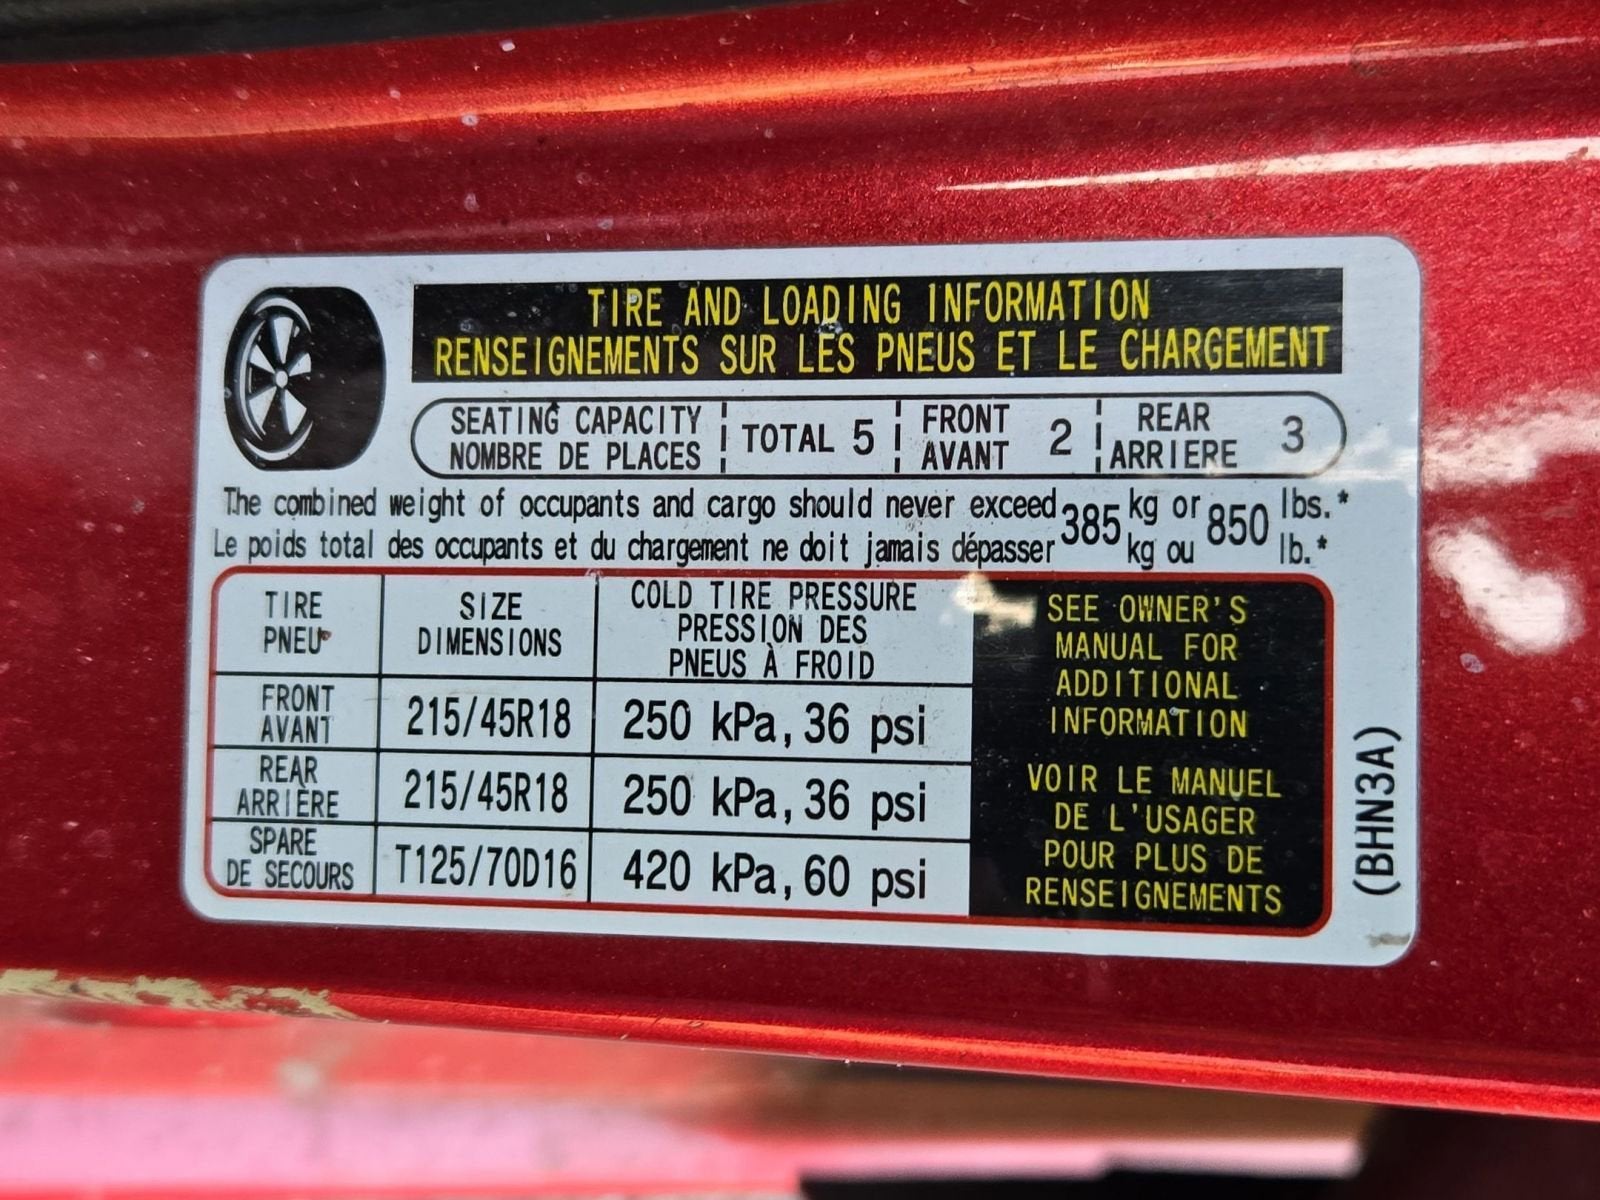 TIRE AND LOADING INFORMATION
RENSEIGNEMENTS SUR LES PNEUS ET LE CHARGEMENT
SEATING CAPACITY
NOMBRE DE PLACES
TOTAL 5
FRONT
AVANT
2
REAR
ARRIERE
3
The combined weight of occupants and cargo should never exceed 385 kg or 850 lbs.*
Le poids total des occupants et du chargement ne doit jamais dépasser kg ou lb.*
TIRE
PNEU
SIZE
DIMENSIONS
COLD TIRE PRESSURE
PRESSION DES
PNEUS À FROID
FRONT
AVANT
215/45R18
250 kPa, 36 psi
REAR
ARRIÈRE
215/45R18
250 kPa, 36 psi
SPARE
DE SECOURS
T125/70D16
420 kPa, 60 psi
SEE OWNER'S
MANUAL FOR
ADDITIONAL
INFORMATION
VOIR LE MANUEL
DE L'USAGER
POUR PLUS DE
RENSEIGNEMENTS
(BHN3A)